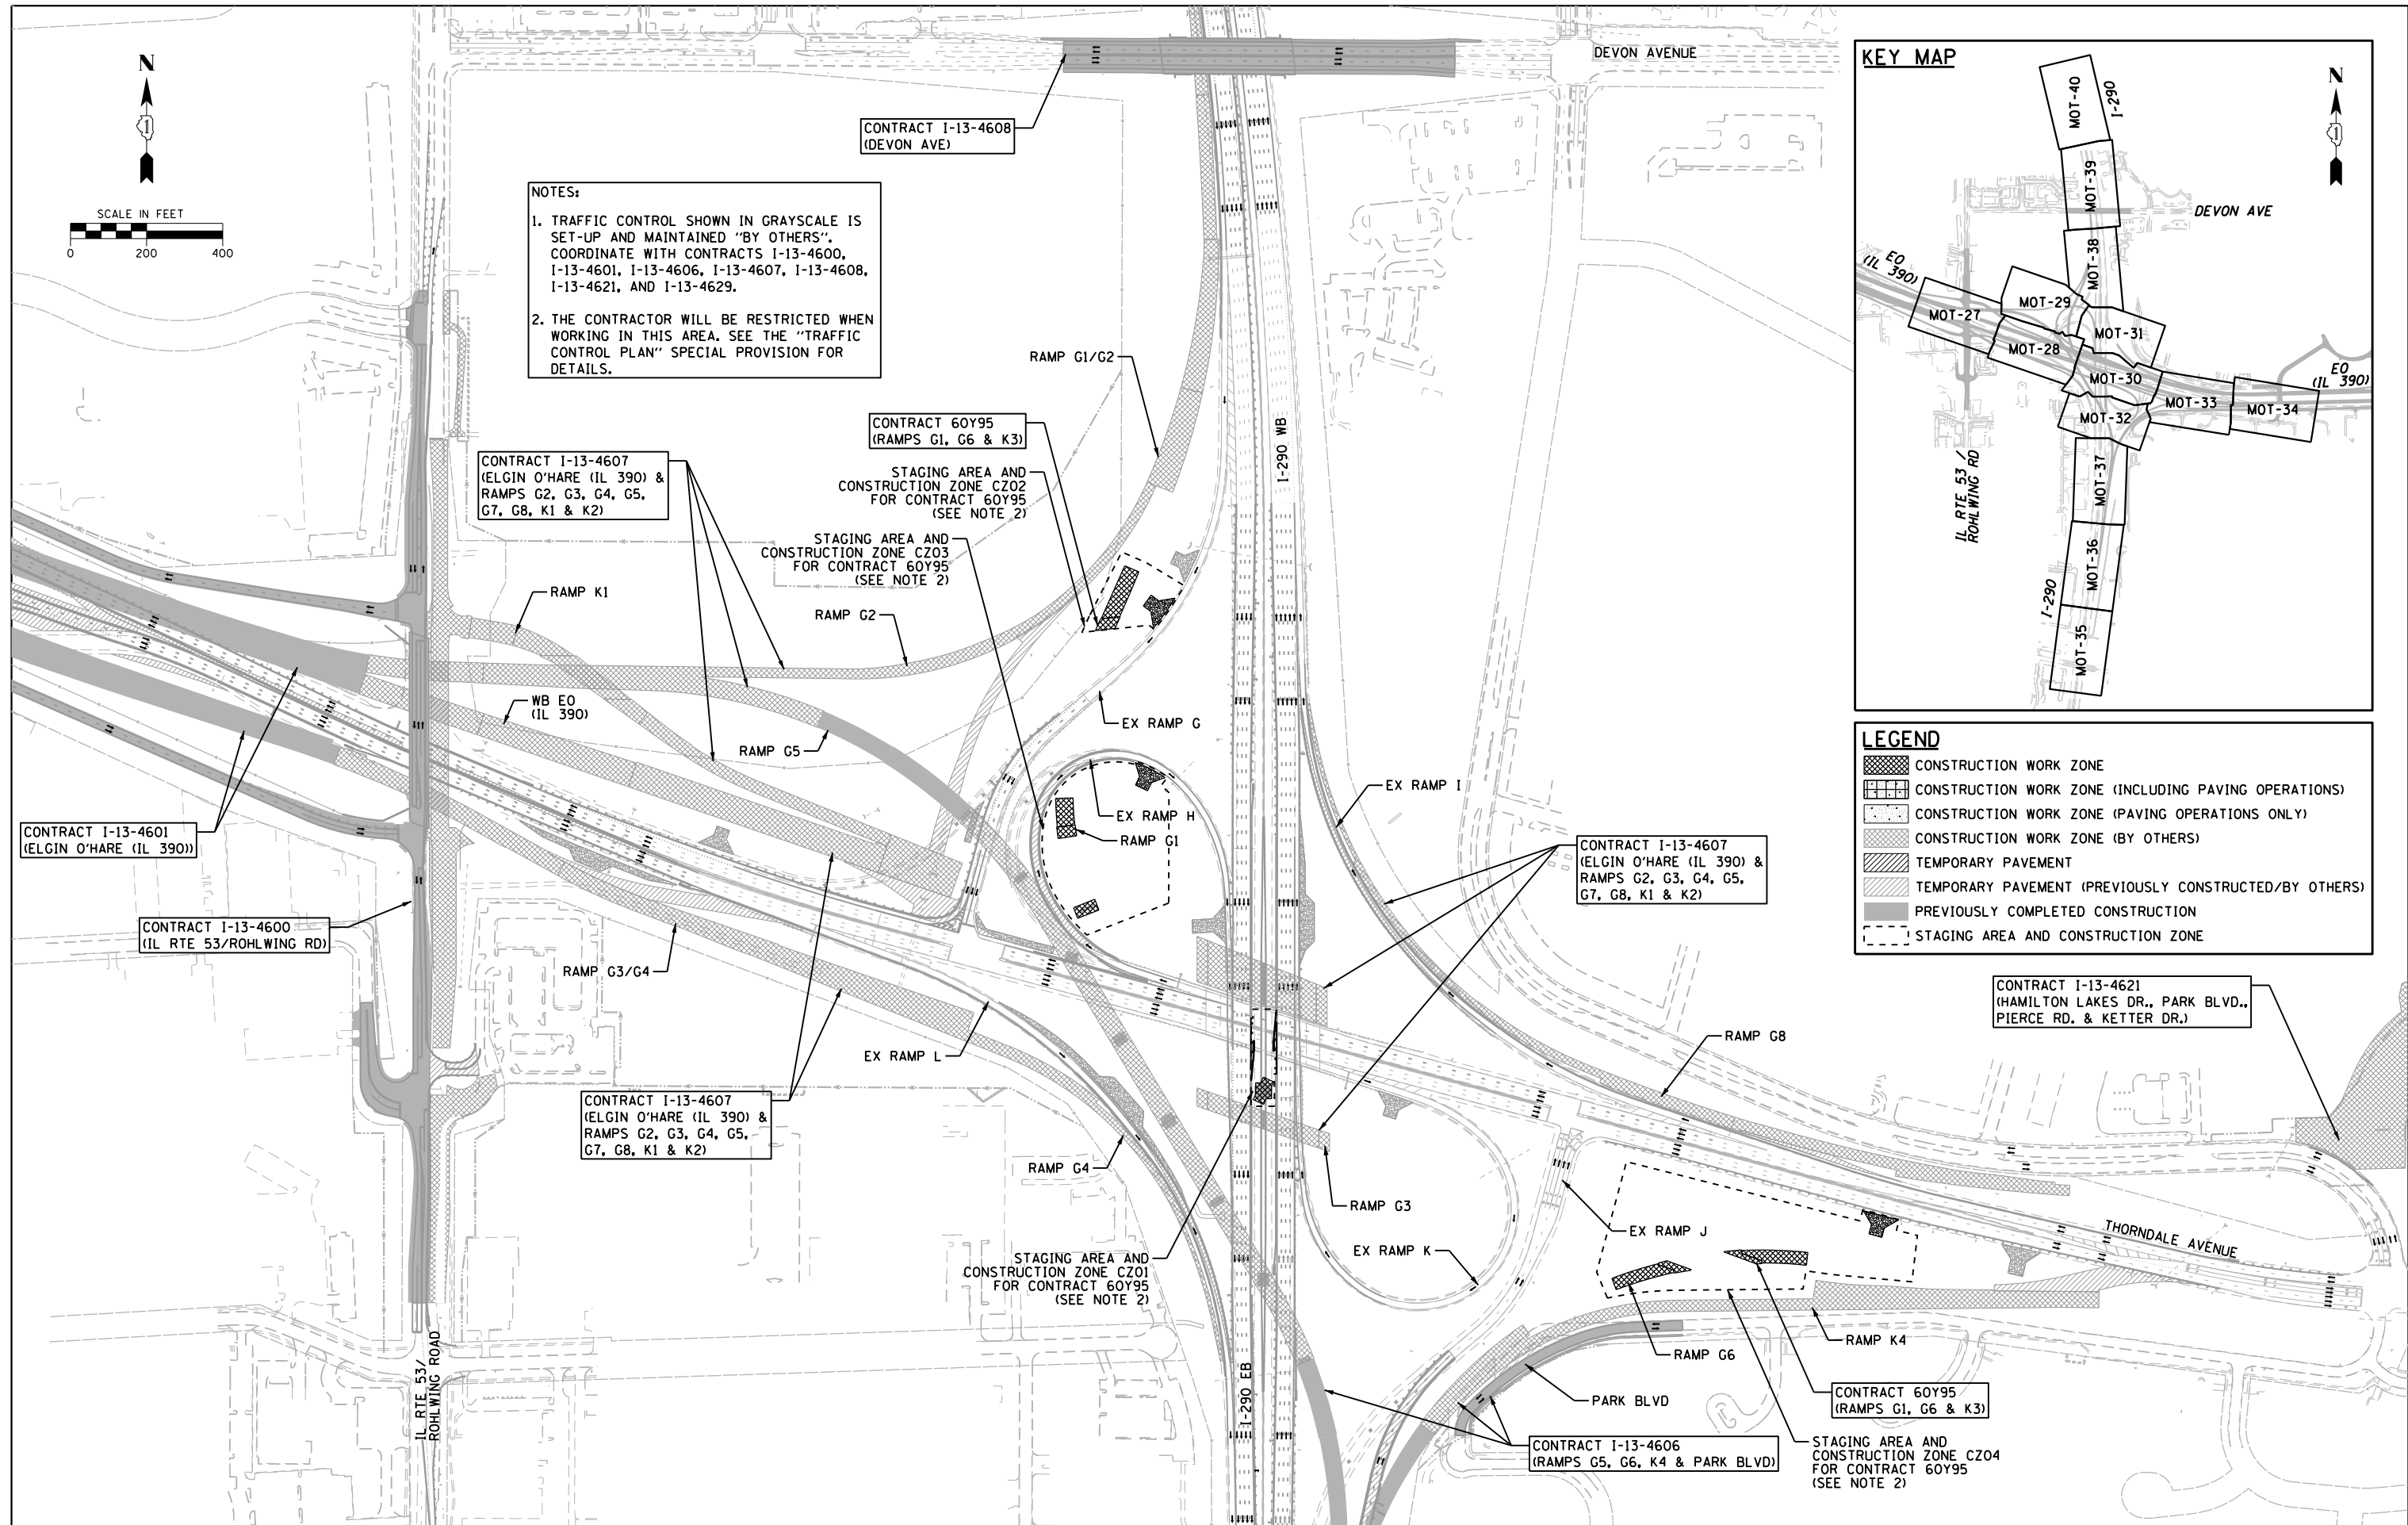 N
SCALE IN FEET
0 200 400
DEVON AVENUE
CONTRACT I-13-4608
(DEVON AVE)
NOTES:
1. TRAFFIC CONTROL SHOWN IN GRAYSCALE IS
SET-UP AND MAINTAINED "BY OTHERS".
COORDINATE WITH CONTRACTS I-13-4600,
I-13-4601, I-13-4606, I-13-4607, I-13-4608,
I-13-4621, AND I-13-4629.
2. THE CONTRACTOR WILL BE RESTRICTED WHEN
WORKING IN THIS AREA. SEE THE "TRAFFIC
CONTROL PLAN" SPECIAL PROVISION FOR
DETAILS.
RAMP G1/G2
CONTRACT 60Y95
(RAMPS G1, G6 & K3)
I-290 WB
CONTRACT I-13-4607
(ELGIN O'HARE (IL 390) &
RAMPS G2, G3, G4, G5,
G7, G8, K1 & K2)
STAGING AREA AND
CONSTRUCTION ZONE CZ02
FOR CONTRACT 60Y95
(SEE NOTE 2)
STAGING AREA AND
CONSTRUCTION ZONE CZ03
FOR CONTRACT 60Y95
(SEE NOTE 2)
RAMP K1
RAMP G2
WB EO
(IL 390)
EX RAMP G
RAMP G5
EX RAMP I
EX RAMP H
RAMP G1
CONTRACT I-13-4601
(ELGIN O'HARE (IL 390))
CONTRACT I-13-4607
(ELGIN O'HARE (IL 390) &
RAMPS G2, G3, G4, G5,
G7, G8, K1 & K2)
CONTRACT I-13-4600
(IL RTE 53/ROHLWING RD)
RAMP G3/G4
EX RAMP L
RAMP G8
CONTRACT I-13-4621
(HAMILTON LAKES DR., PARK BLVD.,
PIERCE RD. & KETTER DR.)
CONTRACT I-13-4607
(ELGIN O'HARE (IL 390) &
RAMPS G2, G3, G4, G5,
G7, G8, K1 & K2)
RAMP G4
RAMP G3
EX RAMP J
EX RAMP K
THORNDALE AVENUE
STAGING AREA AND
CONSTRUCTION ZONE CZ01
FOR CONTRACT 60Y95
(SEE NOTE 2)
RAMP K4
RAMP G6
PARK BLVD
IL RTE 53/
ROHLWING ROAD
I-290 EB
CONTRACT 60Y95
(RAMPS G1, G6 & K3)
CONTRACT I-13-4606
(RAMPS G5, G6, K4 & PARK BLVD)
STAGING AREA AND
CONSTRUCTION ZONE CZ04
FOR CONTRACT 60Y95
(SEE NOTE 2)
KEY MAP
N
MOT-40
I-290
MOT-39
DEVON AVE
MOT-38
EO
(IL 390)
MOT-29
MOT-27
MOT-31
MOT-28
MOT-30
EO
(IL 390)
MOT-33
MOT-34
MOT-32
IL RTE 53 /
ROHLWING RD
MOT-37
MOT-36
I-290
MOT-35
LEGEND
CONSTRUCTION WORK ZONE
CONSTRUCTION WORK ZONE (INCLUDING PAVING OPERATIONS)
CONSTRUCTION WORK ZONE (PAVING OPERATIONS ONLY)
CONSTRUCTION WORK ZONE (BY OTHERS)
TEMPORARY PAVEMENT
TEMPORARY PAVEMENT (PREVIOUSLY CONSTRUCTED/BY OTHERS)
PREVIOUSLY COMPLETED CONSTRUCTION
STAGING AREA AND CONSTRUCTION ZONE